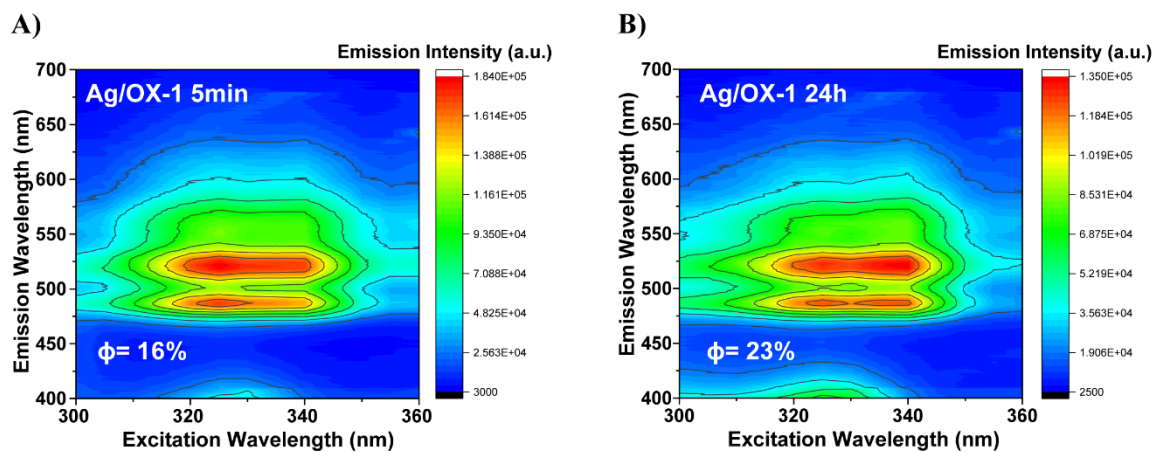 A)
Emission Intensity (a.u.)
Ag/OX-1 5min
ϕ= 16%
Emission Wavelength (nm)
700
650
600
550
500
450
400
300
320
340
360
Excitation Wavelength (nm)
1.840E+05
1.614E+05
1.388E+05
1.161E+05
9.350E+04
7.088E+04
4.825E+04
2.563E+04
3000
B)
Emission Intensity (a.u.)
Ag/OX-1 24h
ϕ= 23%
Emission Wavelength (nm)
700
650
600
550
500
450
400
300
320
340
360
Excitation Wavelength (nm)
1.350E+05
1.184E+05
1.019E+05
8.531E+04
6.875E+04
5.219E+04
3.563E+04
1.906E+04
2500